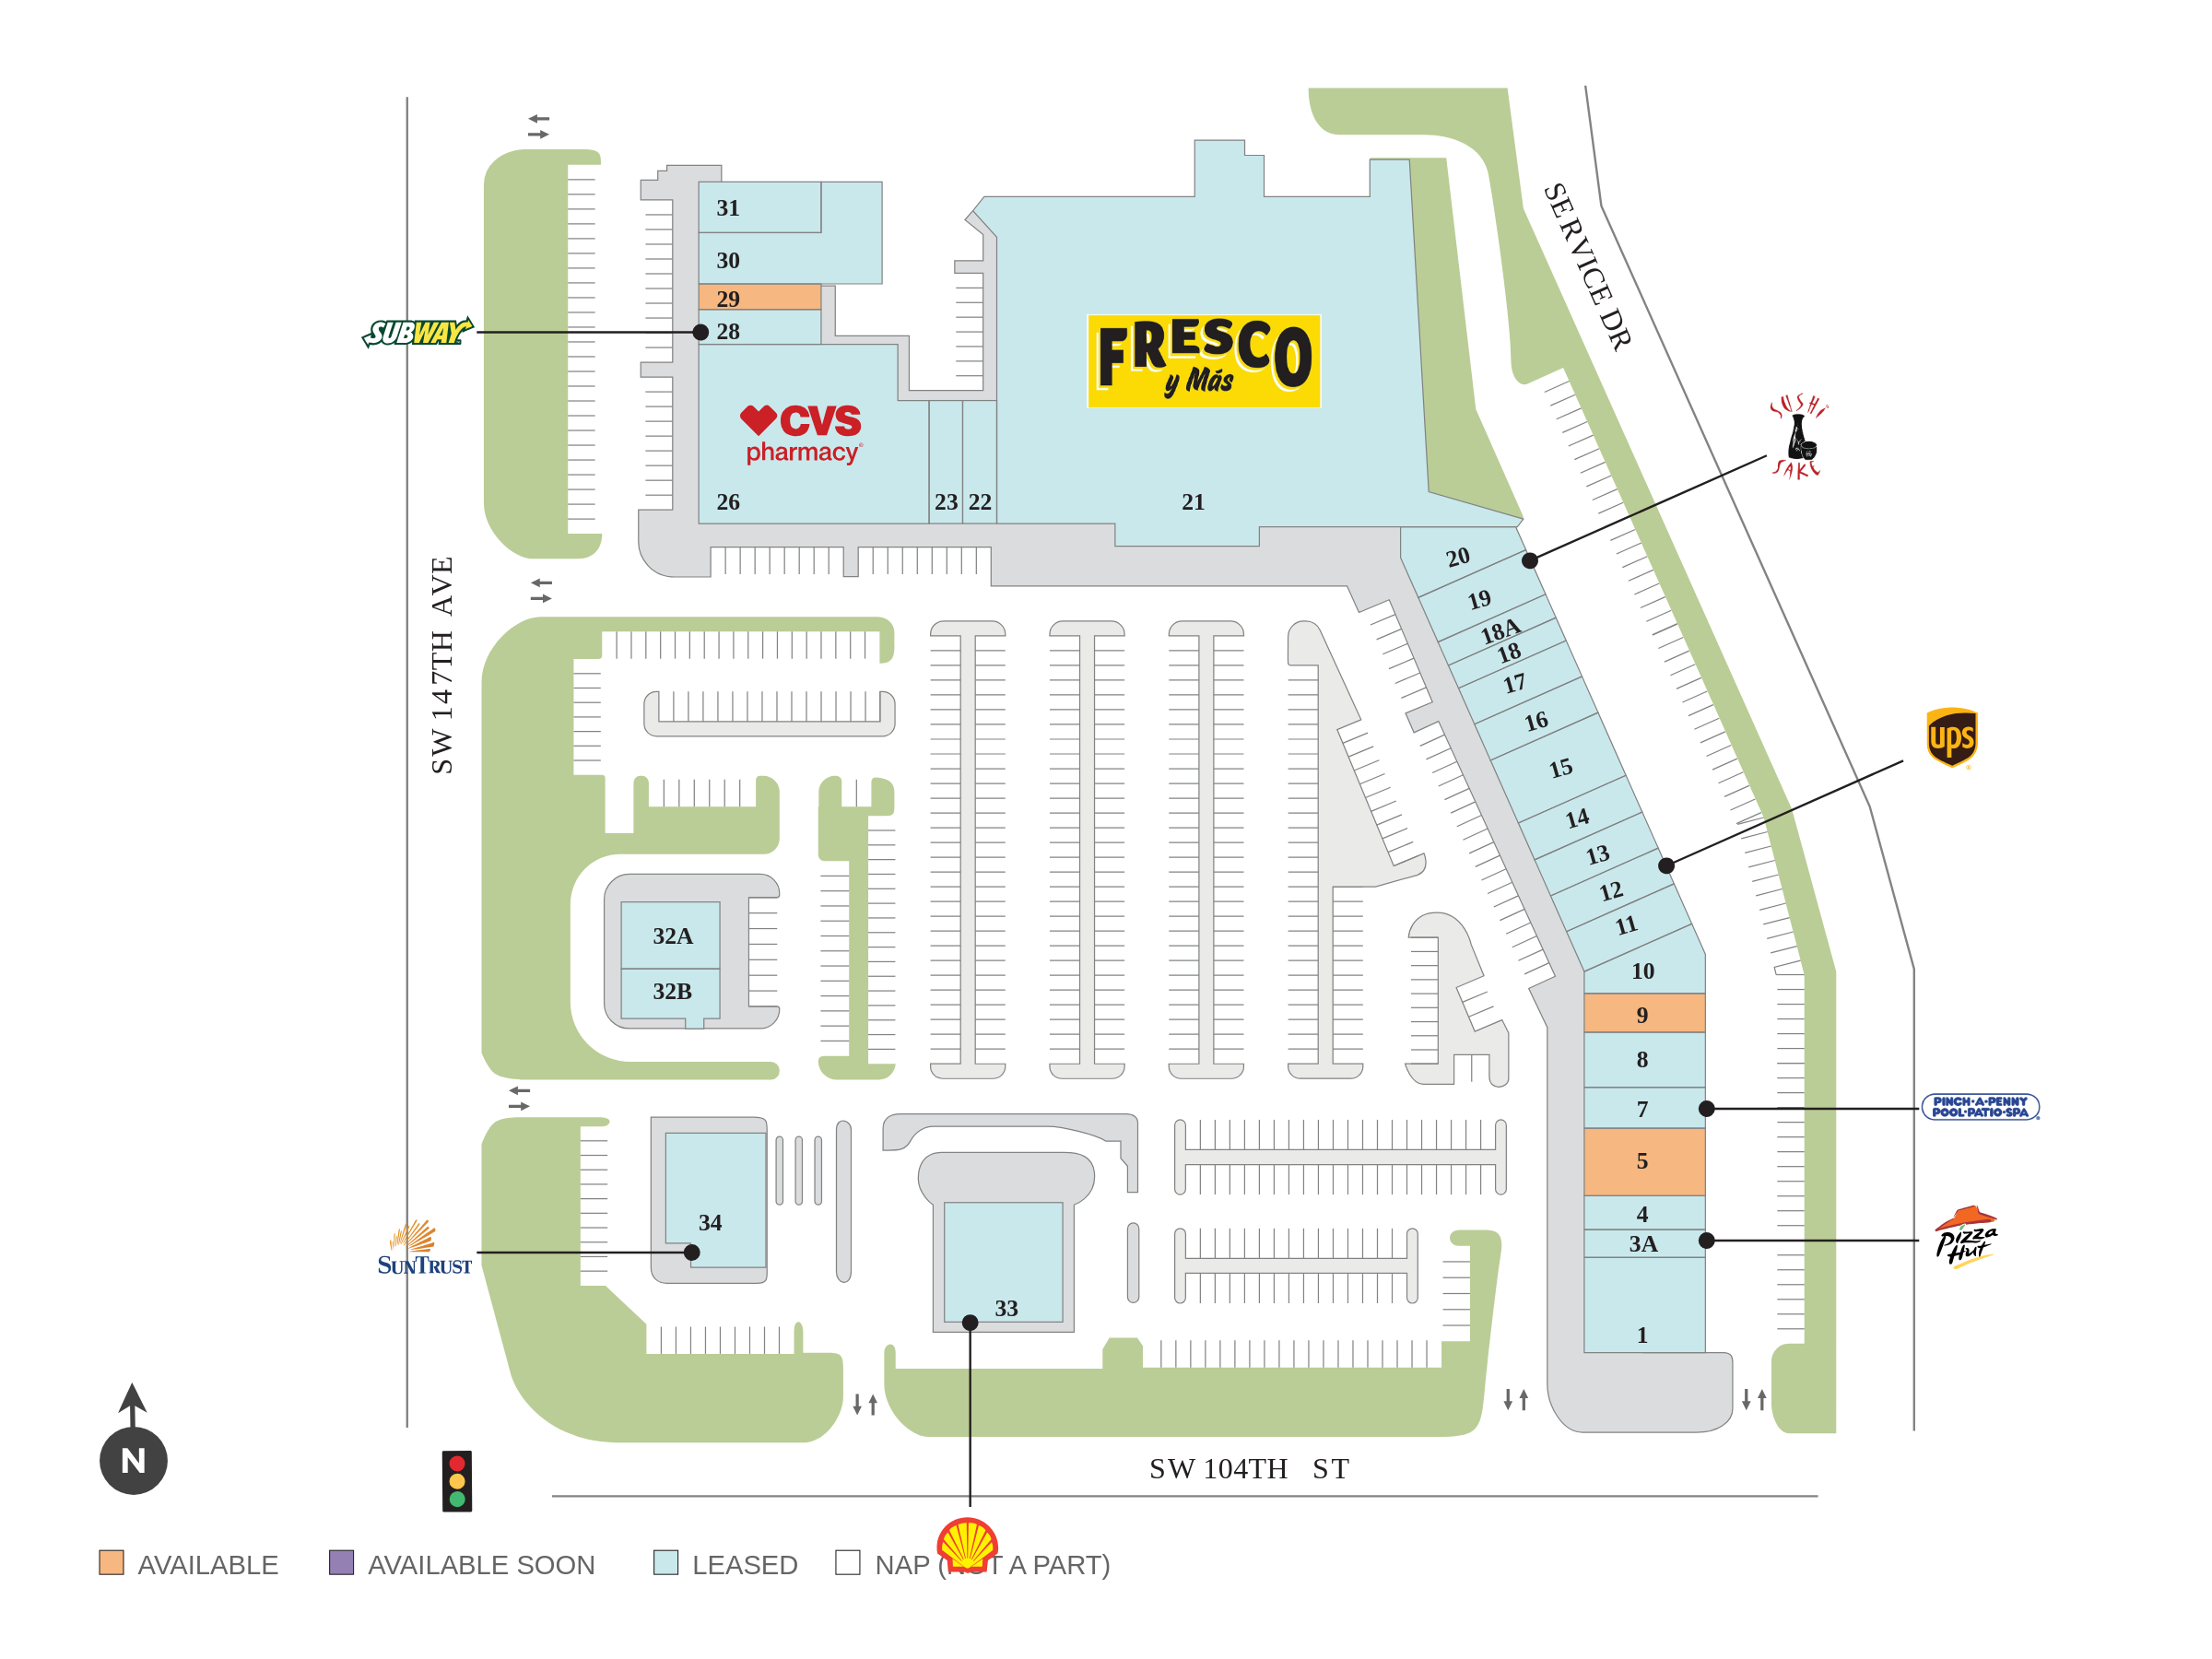 31
30
29
28
SUBWAY
FRESCO
y Más
CVS
pharmacy
26
23
22
21
SERVICE DR
SUSHI
SAKE
20
19
18A
18
17
16
15
14
13
12
11
10
9
8
7
5
4
3A
1
ups
PINCH·A·PENNY
POOL·PATIO·SPA
Pizza
Hut
SW 147TH AVE
32A
32B
34
SUNTRUST
33
SW 104TH ST
N
AVAILABLE
AVAILABLE SOON
LEASED
NAP (NOT A PART)